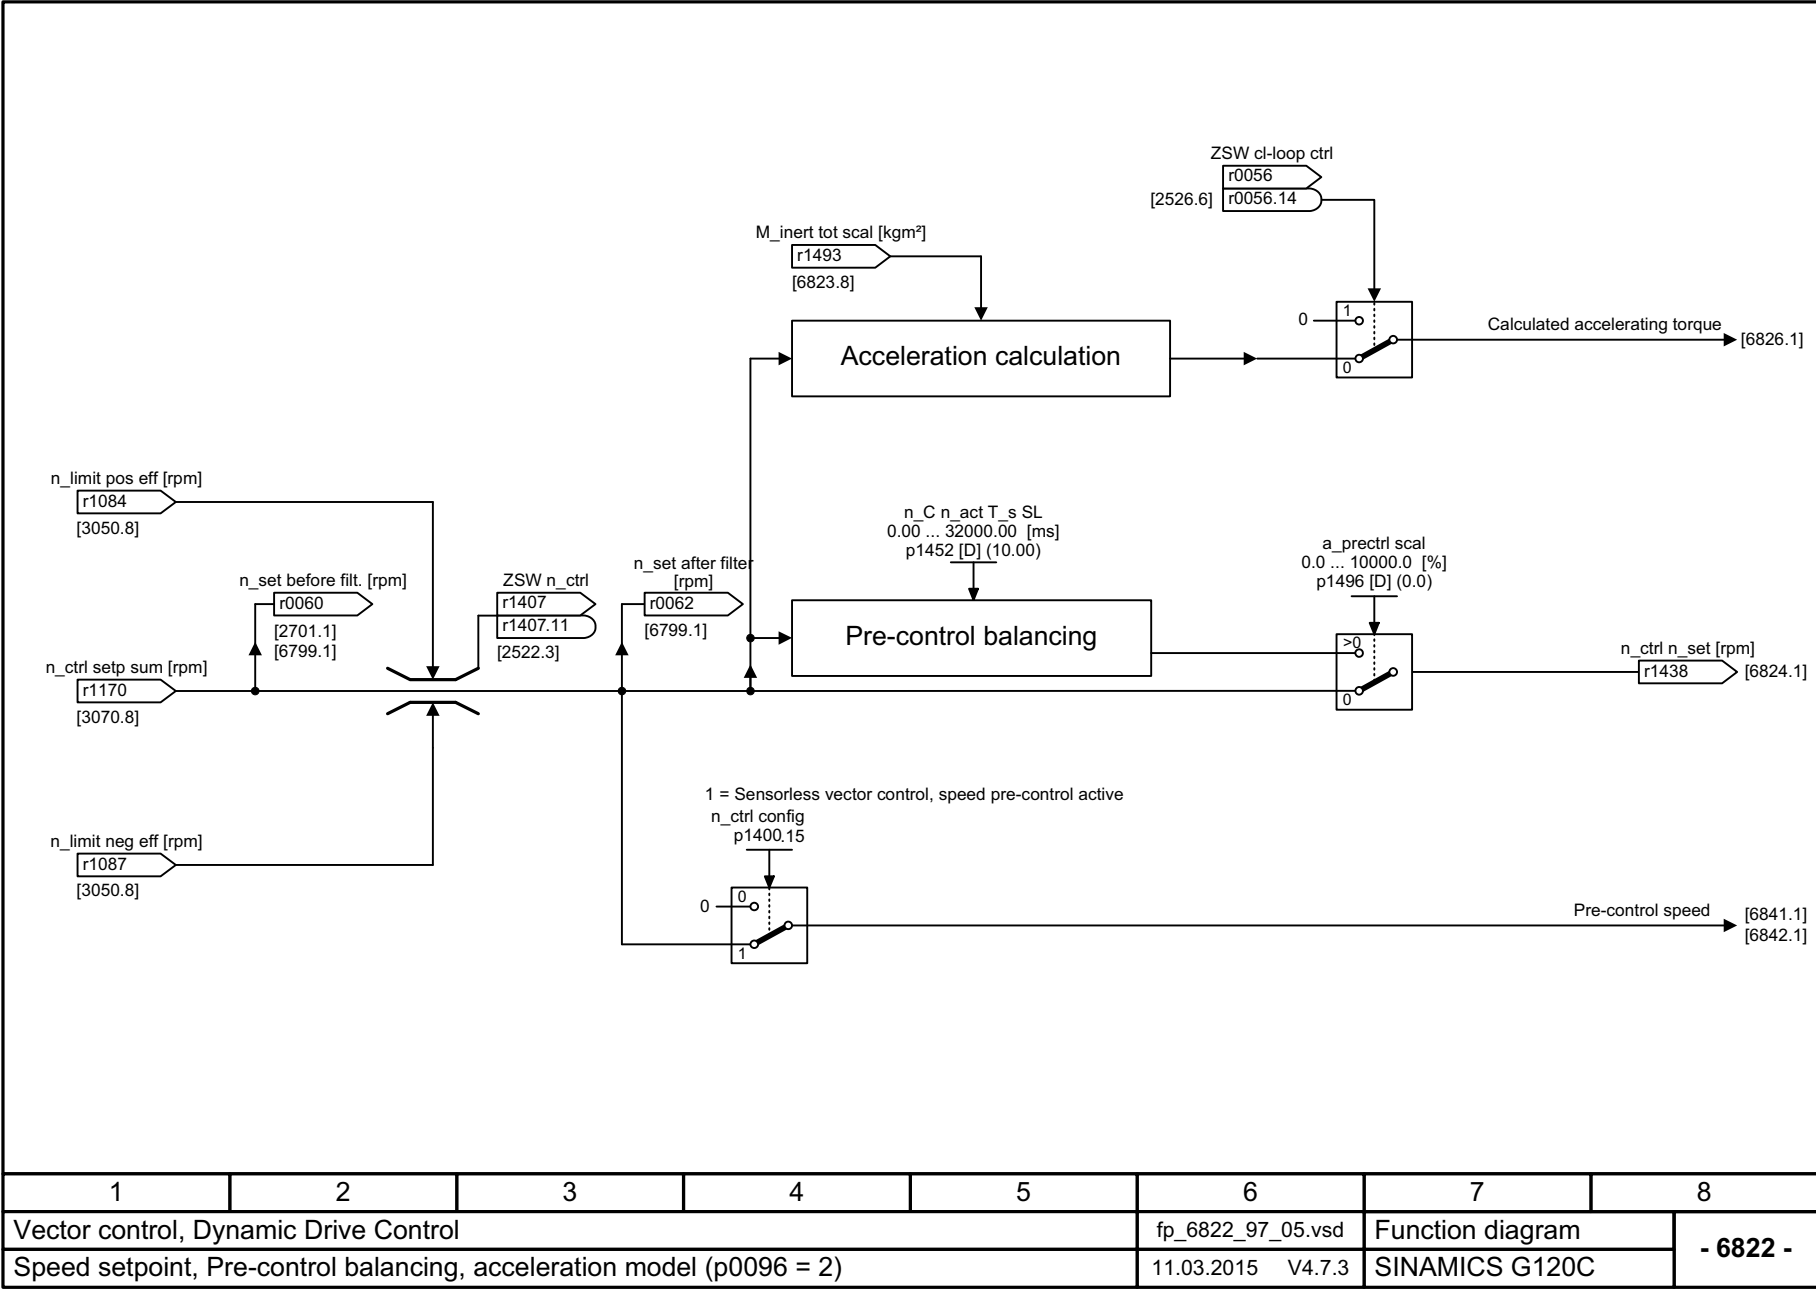 ZSW cl-loop ctrl
r0056
[2526.6] r0056.14
M_inert tot scal [kgm²]
r1493
[6823.8]
1
0
Acceleration calculation
0
Calculated accelerating torque
[6826.1]
n_limit pos eff [rpm]
r1084
[3050.8]
n_C n_act T_s SL
0.00 ... 32000.00 [ms]
p1452 [D] (10.00)
a_prectrl scal
0.0 ... 10000.0 [%]
p1496 [D] (0.0)
n_set before filt. [rpm]
r0060
[2701.1]
[6799.1]
ZSW n_ctrl
r1407
r1407.11
[2522.3]
n_set after filter
[rpm]
r0062
[6799.1]
Pre-control balancing
>0
0
n_ctrl setp sum [rpm]
r1170
[3070.8]
n_ctrl n_set [rpm]
r1438 [6824.1]
1 = Sensorless vector control, speed pre-control active
n_ctrl config
p1400.15
n_limit neg eff [rpm]
r1087
[3050.8]
0
0
1
Pre-control speed
[6841.1]
[6842.1]
1 2 3 4 5 6 7 8
Vector control, Dynamic Drive Control fp_6822_97_05.vsd Function diagram
- 6822 -
Speed setpoint, Pre-control balancing, acceleration model (p0096 = 2) 11.03.2015 V4.7.3 SINAMICS G120C